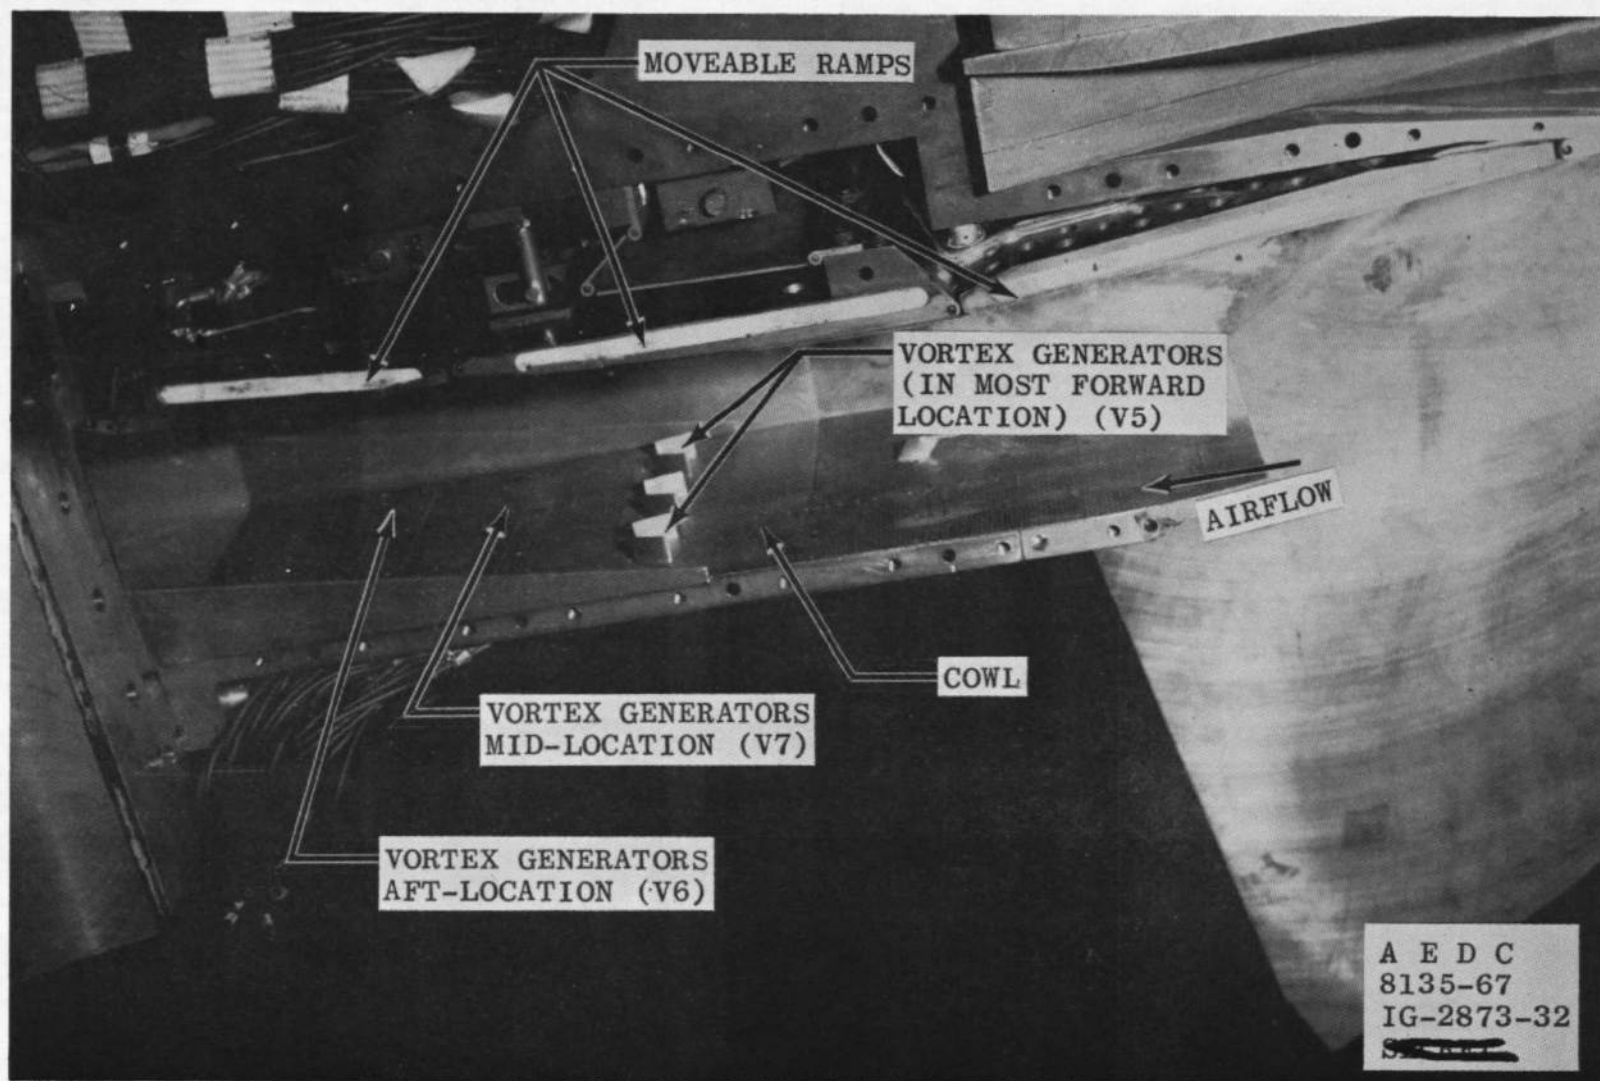 MOVEABLE RAMPS
VORTEX GENERATORS
(IN MOST FORWARD
LOCATION) (V5)
AIRFLOW
COWL
VORTEX GENERATORS
MID-LOCATION (V7)
VORTEX GENERATORS
AFT-LOCATION (V6)
A E D C
8135-67
IG-2873-32